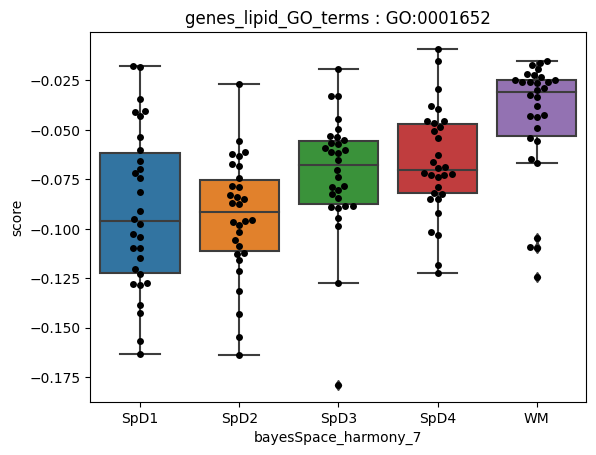 genes_lipid_GO_terms : GO:0001652
score
−0.025
−0.050
−0.075
−0.100
−0.125
−0.150
−0.175
SpD1 SpD2 SpD3 SpD4 WM
bayesSpace_harmony_7